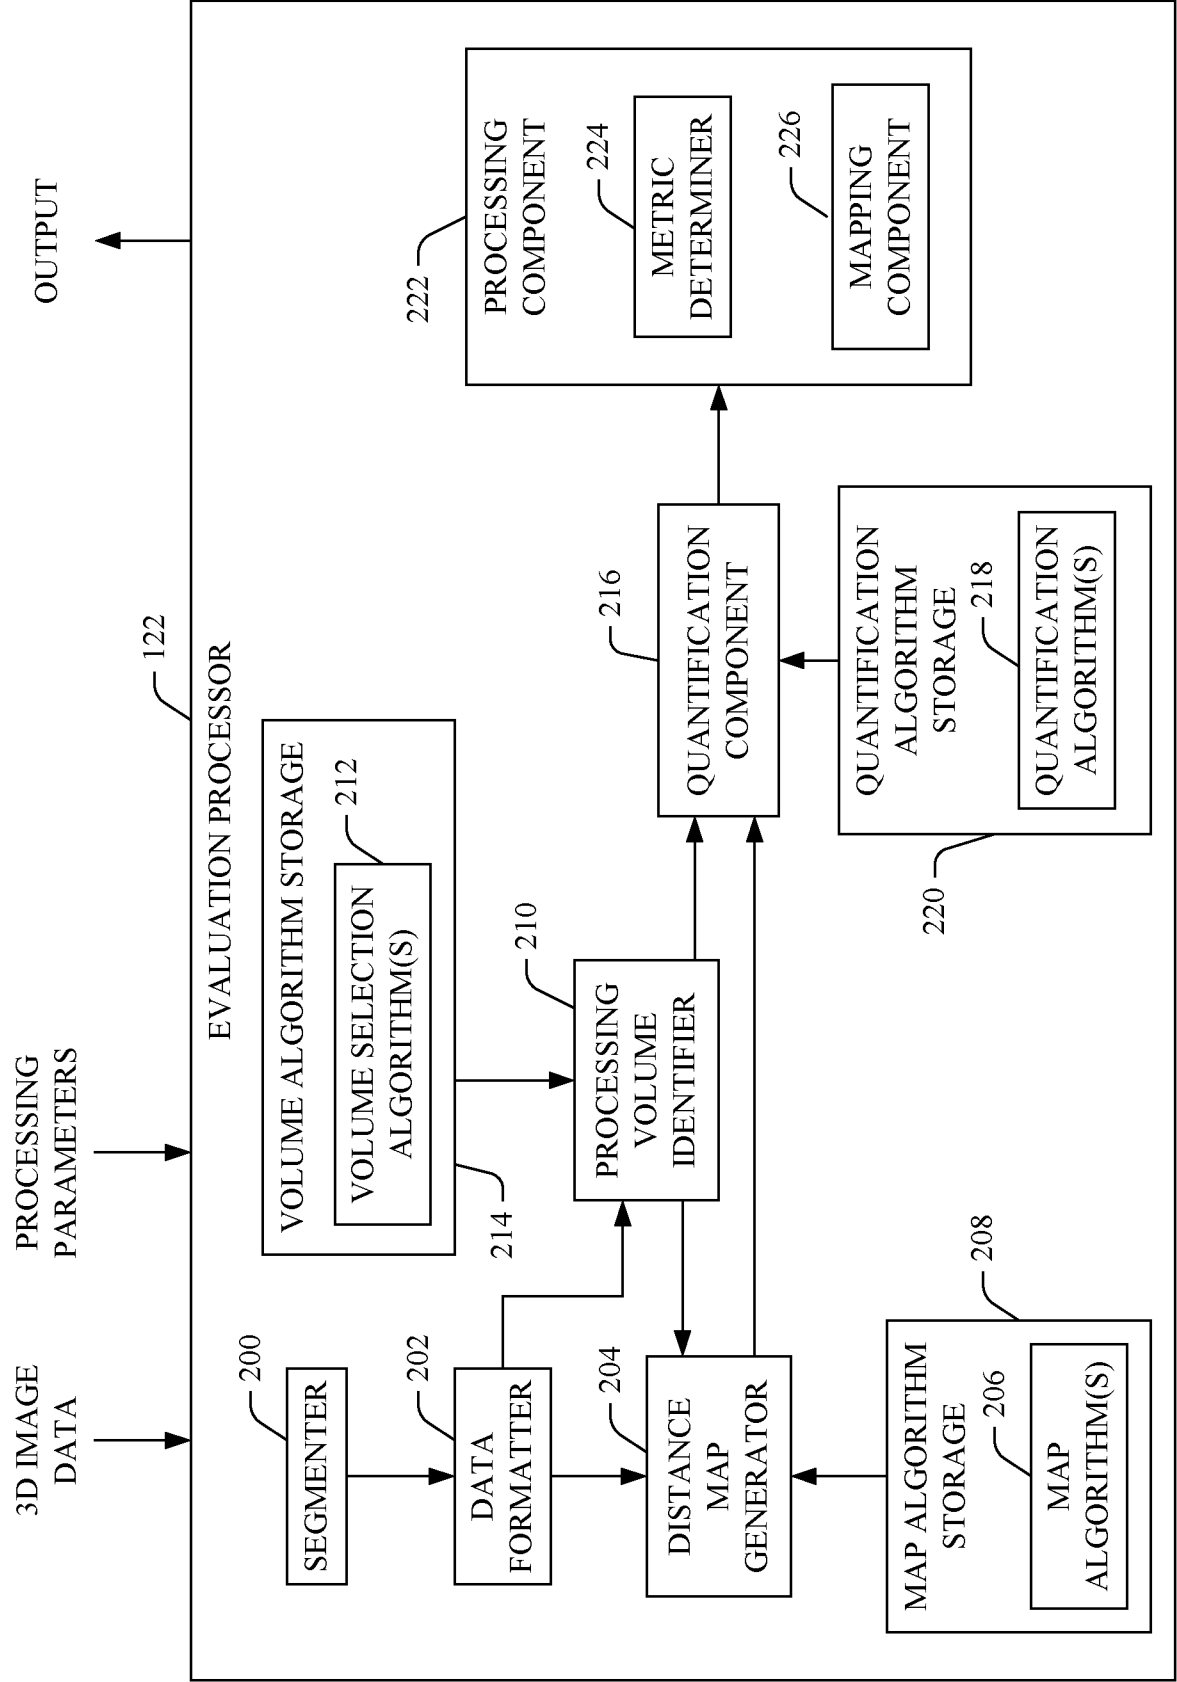 3D IMAGE
DATA
PROCESSING
PARAMETERS
OUTPUT
122
EVALUATION PROCESSOR
200
SEGMENTER
202
DATA
FORMATTER
204
DISTANCE
MAP
GENERATOR
208
MAP ALGORITHM
STORAGE
206
MAP
ALGORITHM(S)
VOLUME ALGORITHM STORAGE
212
VOLUME SELECTION
ALGORITHM(S)
214
210
PROCESSING
VOLUME
IDENTIFIER
216
QUANTIFICATION
COMPONENT
QUANTIFICATION
ALGORITHM
STORAGE
218
QUANTIFICATION
ALGORITHM(S)
220
222
PROCESSING
COMPONENT
224
METRIC
DETERMINER
226
MAPPING
COMPONENT